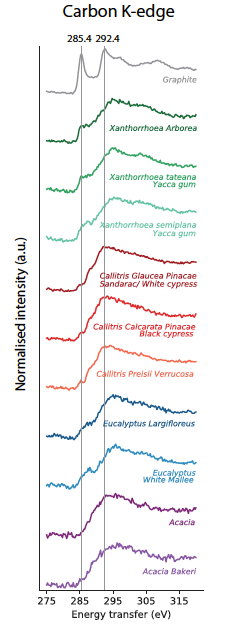 Carbon K-edge
285.4 292.4
Graphite
Xanthorrhoea Arborea
Xanthorrhoea tateana
Yacca gum
Xanthorrhoea semiplana
Yacca gum
Callitris Glaucea Pinacae
Sandarac/ White cypress
Callitris Calcarata Pinacae
Black cypress
Callitris Preisii Verrucosa
Eucalyptus Largifloreus
Eucalyptus
White Mallee
Acacia
Acacia Bakeri
Normalised intensity (a.u.)
275 285 295 305 315
Energy transfer (eV)